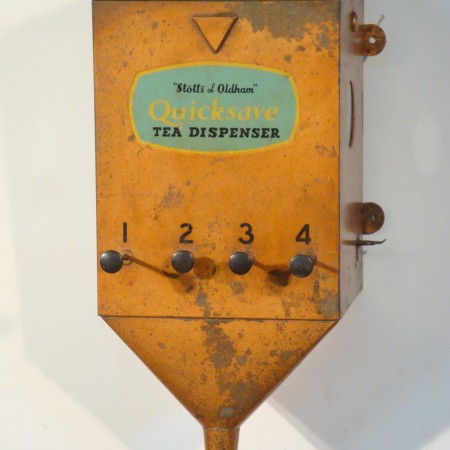 "Stotts of Oldham"
Quicksave
TEA DISPENSER
1 2 3 4